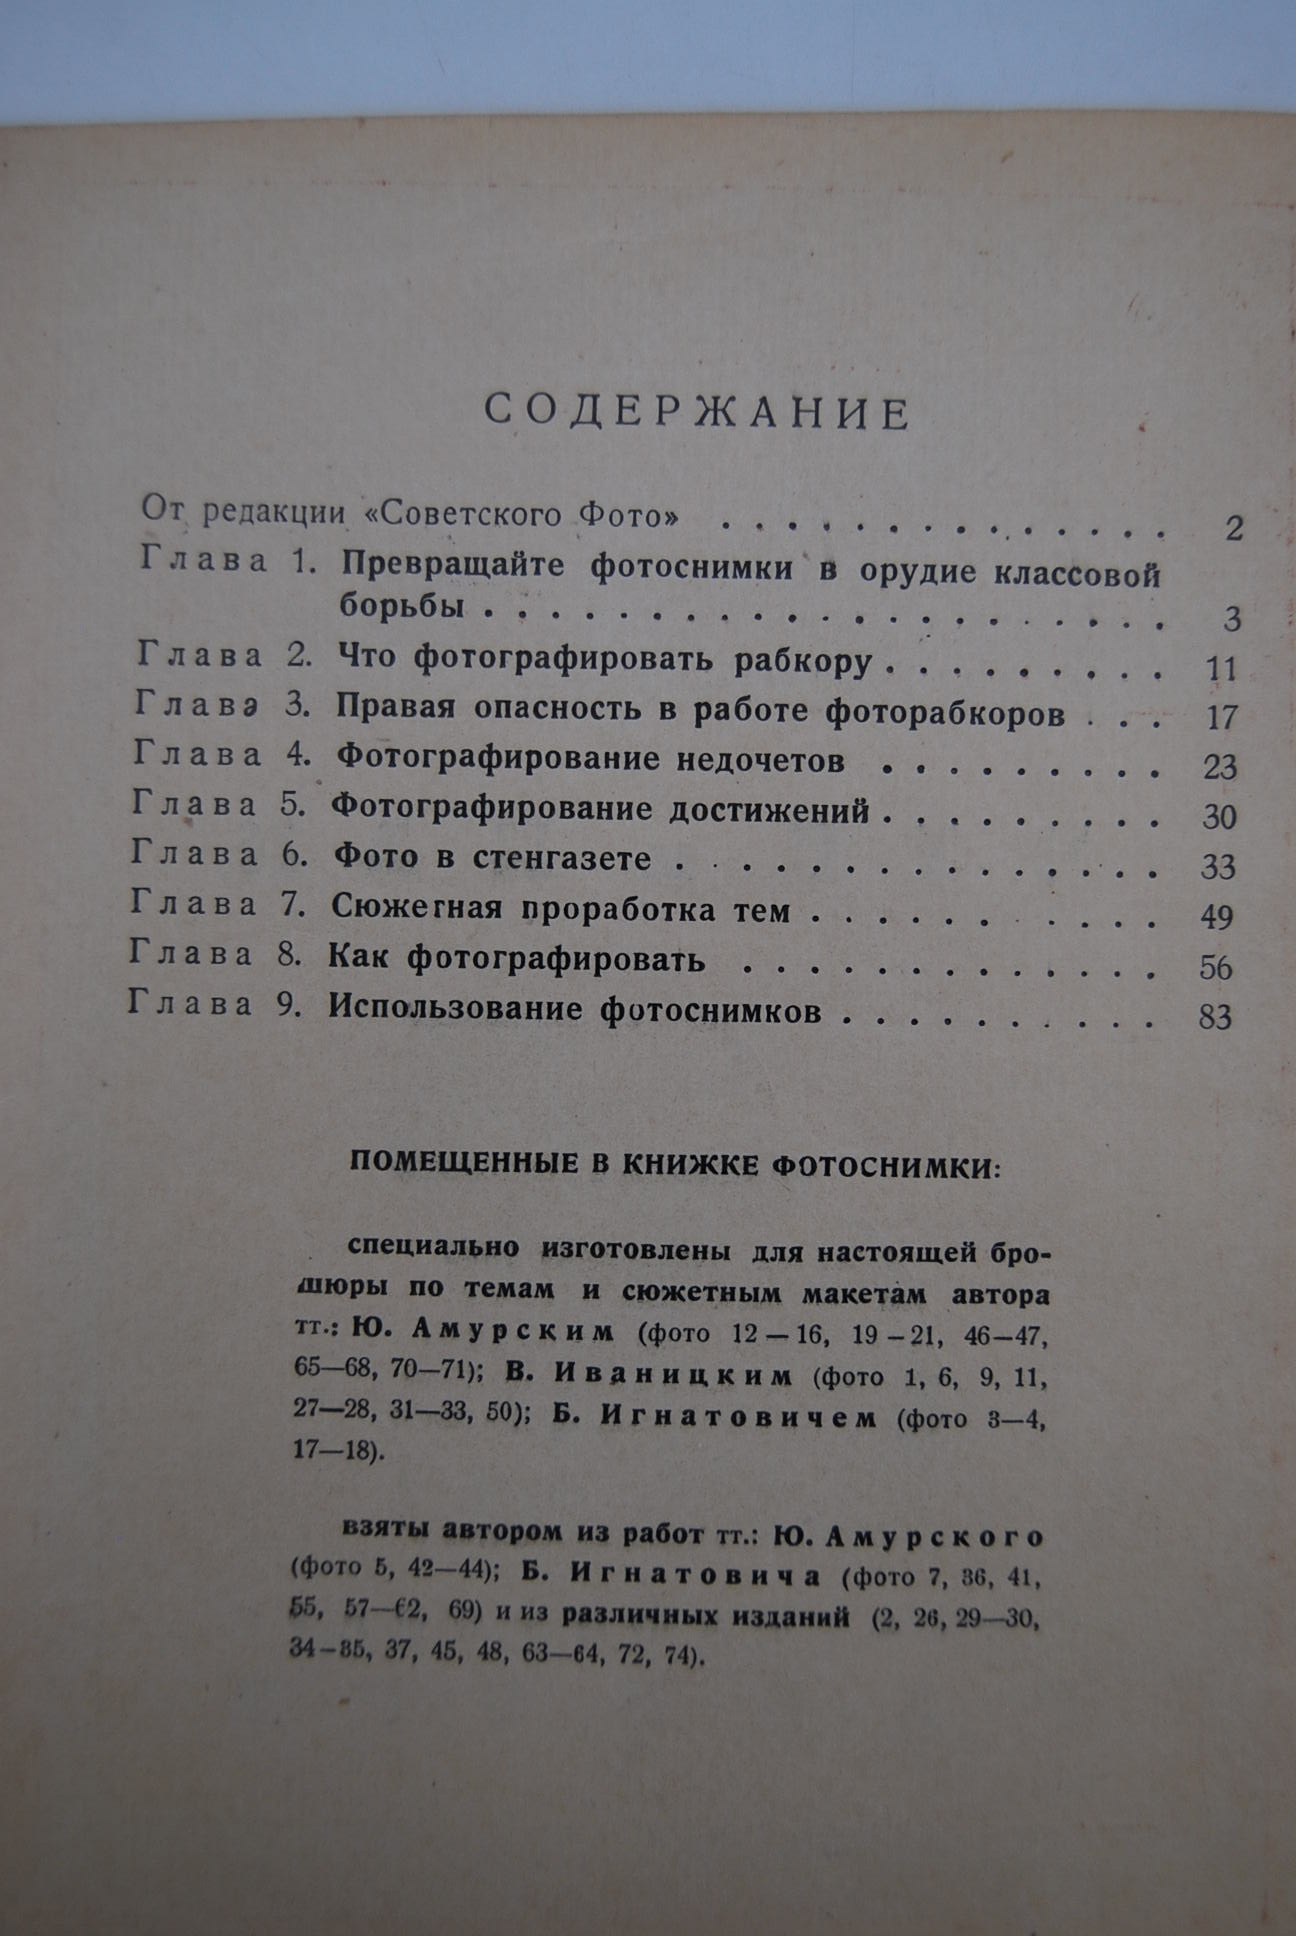 СОДЕРЖАНИЕ
От редакции «Советского Фото» . . . . . . . . . . . . . . 2
Глава 1. Превращайте фотоснимки в орудие классовой
борьбы . . . . . . . . . . . . . . . . . . . . . 3
Глава 2. Что фотографировать рабкору . . . . . . . . . 11
Глава 3. Правая опасность в работе фоторабкоров . . . 17
Глава 4. Фотографирование недочетов . . . . . . . . . 23
Глава 5. Фотографирование достижений . . . . . . . . . 30
Глава 6. Фото в стенгазете . . . . . . . . . . . . . . . 33
Глава 7. Сюжетная проработка тем . . . . . . . . . . 49
Глава 8. Как фотографировать . . . . . . . . . . . . . 56
Глава 9. Использование фотоснимков . . . . . . . . . . 83
ПОМЕЩЕННЫЕ В КНИЖКЕ ФОТОСНИМКИ:
специально изготовлены для настоящей бро-
шюры по темам и сюжетным макетам автора
тт.: Ю. Амурским (фото 12—16, 19—21, 46—47,
65—68, 70—71); В. Иваницким (фото 1, 6, 9, 11,
27—28, 31—33, 50); Б. Игнатовичем (фото 3—4,
17—18).
взяты автором из работ тт.: Ю. Амурского
(фото 5, 42—44); Б. Игнатовича (фото 7, 36, 41,
55, 57—62, 69) и из различных изданий (2, 26, 29—30,
34—35, 37, 45, 48, 63—64, 72, 74).